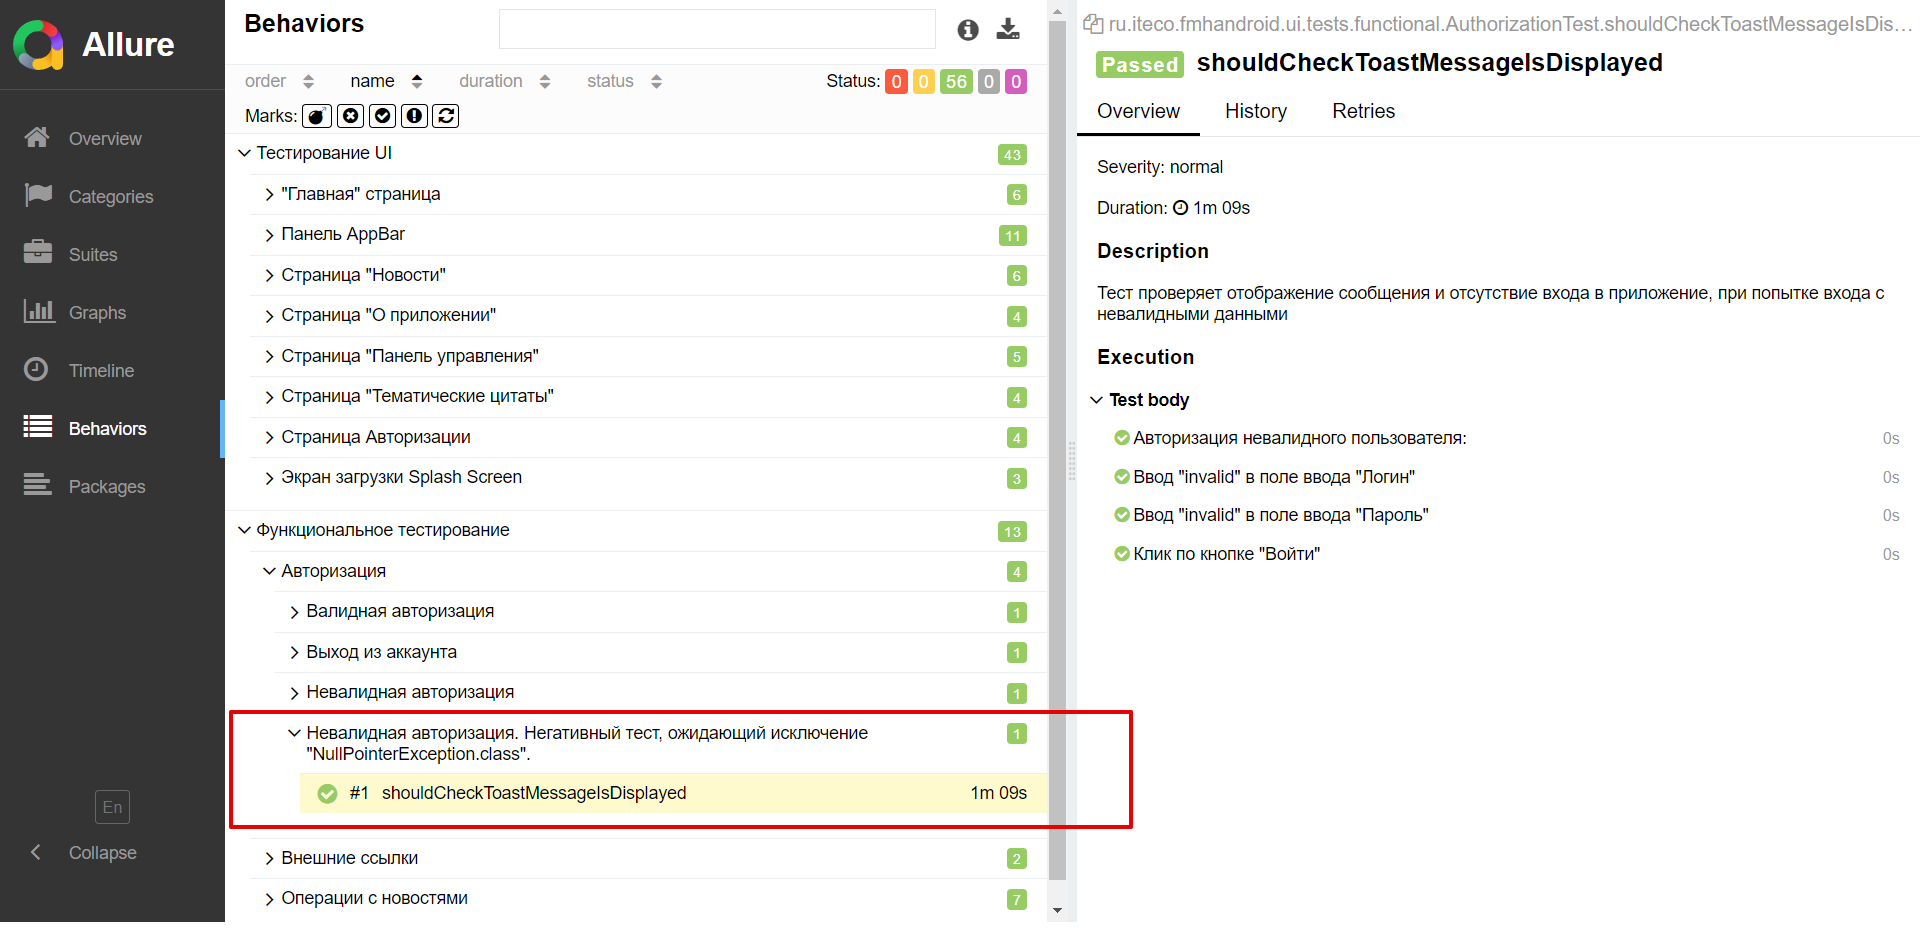 Allure
Overview
Categories
Suites
Graphs
Timeline
Behaviors
Packages
En
Collapse
Behaviors
order name duration status Status: 0 0 56 0 0
Marks:
Тестирование UI 43
"Главная" страница 6
Панель AppBar 11
Страница "Новости" 6
Страница "О приложении" 4
Страница "Панель управления" 5
Страница "Тематические цитаты" 4
Страница Авторизации 4
Экран загрузки Splash Screen 3
Функциональное тестирование 13
Авторизация 4
Валидная авторизация 1
Выход из аккаунта 1
Невалидная авторизация 1
Невалидная авторизация. Негативный тест, ожидающий исключение 1
"NullPointerException.class".
#1 shouldCheckToastMessageIsDisplayed 1m 09s
Внешние ссылки 2
Операции с новостями 7
ru.iteco.fmhandroid.ui.tests.functional.AuthorizationTest.shouldCheckToastMessageIsDis…
Passed shouldCheckToastMessageIsDisplayed
Overview History Retries
Severity: normal
Duration: 1m 09s
Description
Тест проверяет отображение сообщения и отсутствие входа в приложение, при попытке входа с
невалидными данными
Execution
Test body
Авторизация невалидного пользователя: 0s
Ввод "invalid" в поле ввода "Логин" 0s
Ввод "invalid" в поле ввода "Пароль" 0s
Клик по кнопке "Войти" 0s